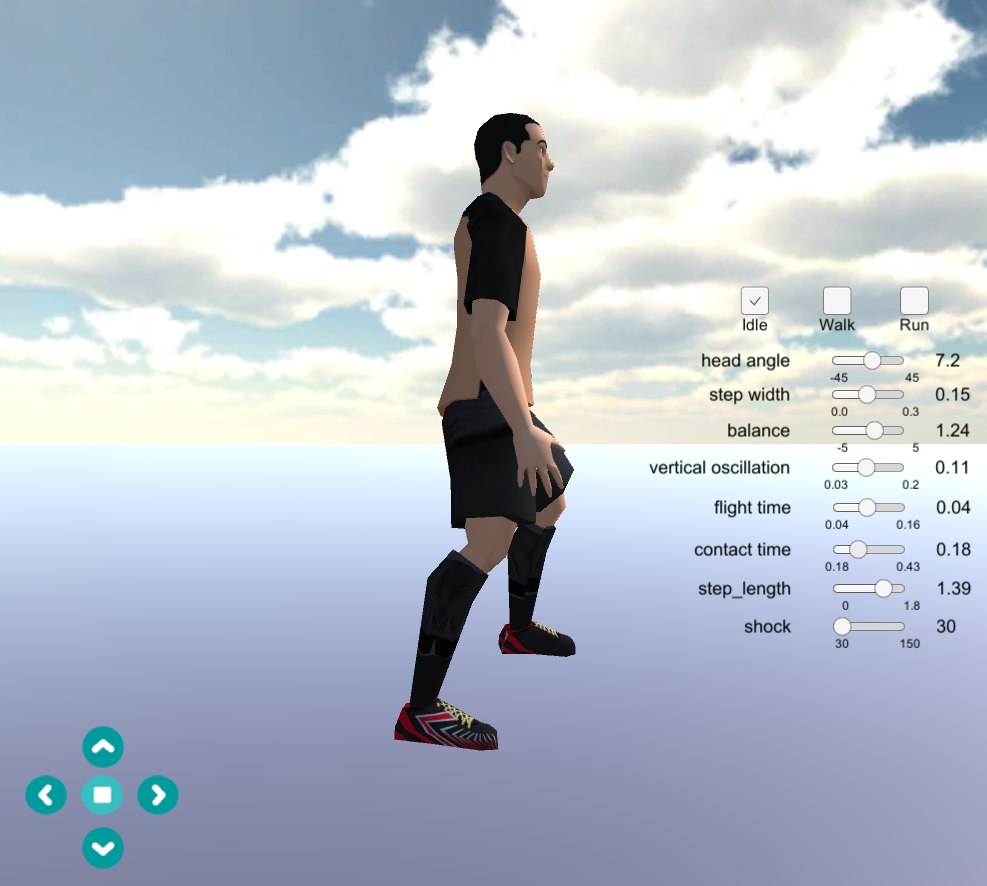 Idle Walk Run
head angle 7.2
-45 45
step width 0.15
0.0 0.3
balance 1.24
-5 5
vertical oscillation 0.11
0.03 0.2
flight time 0.04
0.04 0.16
contact time 0.18
0.18 0.43
step_length 1.39
0 1.8
shock 30
30 150